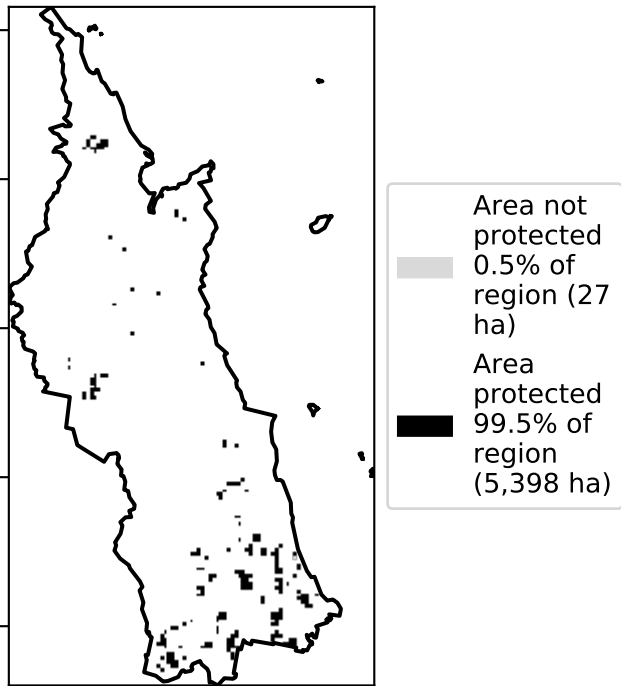 Area not
protected
0.5% of
region (27
ha)
Area
protected
99.5% of
region
(5,398 ha)